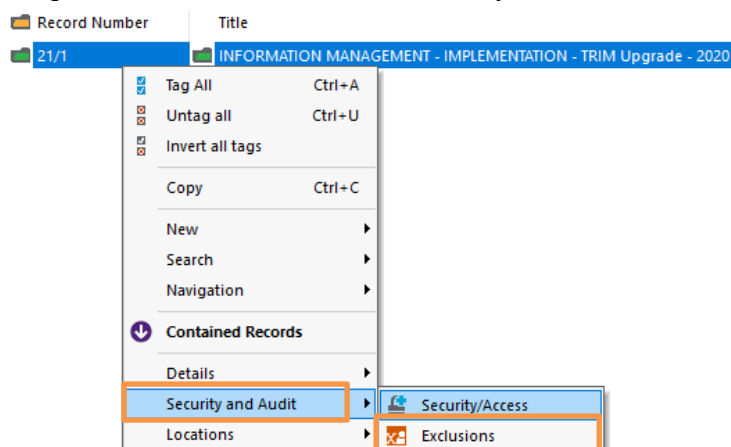 Record Number Title
21/1 INFORMATION MANAGEMENT - IMPLEMENTATION - TRIM Upgrade - 2020
Tag All Ctrl+A
Untag all Ctrl+U
Invert all tags
Copy Ctrl+C
New
Search
Navigation
Contained Records
Details
Security and Audit Security/Access
Locations Exclusions